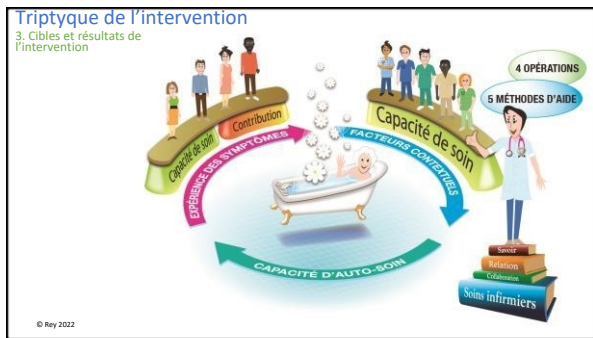 Triptyque de l'intervention
3. Cibles et résultats de
l'intervention
4 OPÉRATIONS
5 MÉTHODES D'AIDE
Capacité de soin
Contribution
Capacité de soin
EXPÉRIENCE DES SYMPTÔMES
FACTEURS CONTEXTUELS
CAPACITÉ D'AUTO-SOIN
Savoir
Relation
Collaboration
Soins infirmiers
© Rey 2022